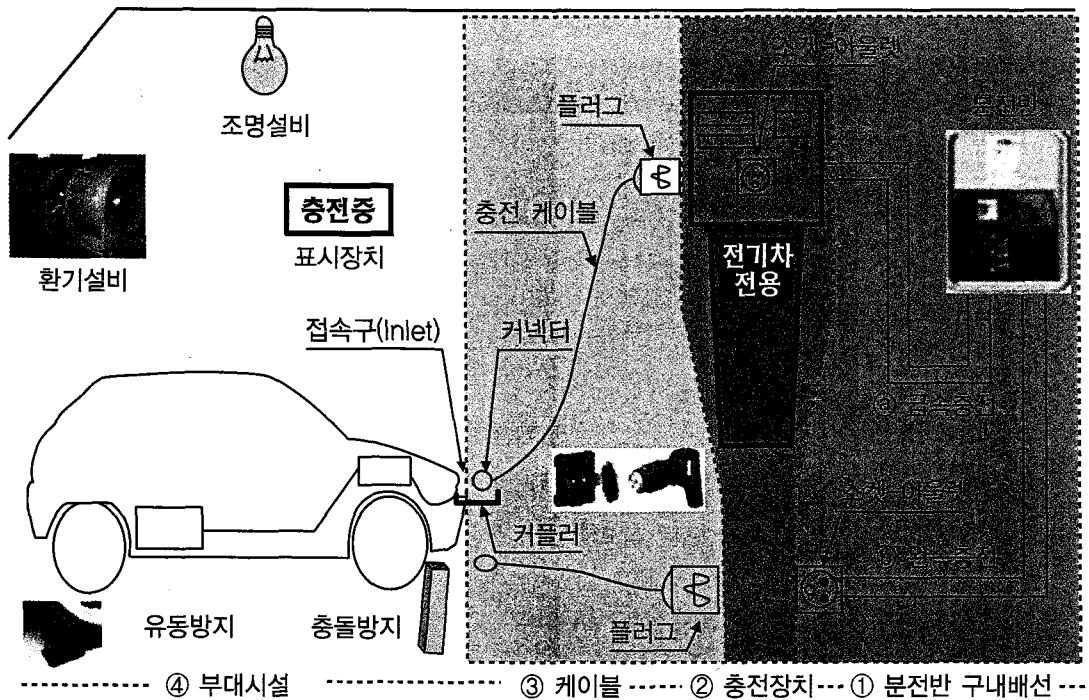 조명설비
환기설비
충전중
표시장치
플러그
충전 케이블
전기차
전용
접속구(Inlet)
커넥터
커플러
유동방지
충돌방지
플러그
④ 부대시설
③ 케이블
② 충전장치
① 분전반 구내배선